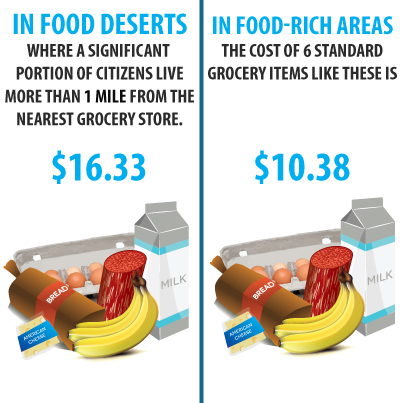 IN FOOD DESERTS
WHERE A SIGNIFICANT
PORTION OF CITIZENS LIVE
MORE THAN 1 MILE FROM THE
NEAREST GROCERY STORE.
$16.33
MILK
BREAD
AMERICAN
CHEESE
IN FOOD-RICH AREAS
THE COST OF 6 STANDARD
GROCERY ITEMS LIKE THESE IS
$10.38
MILK
BREAD
AMERICAN
CHEESE